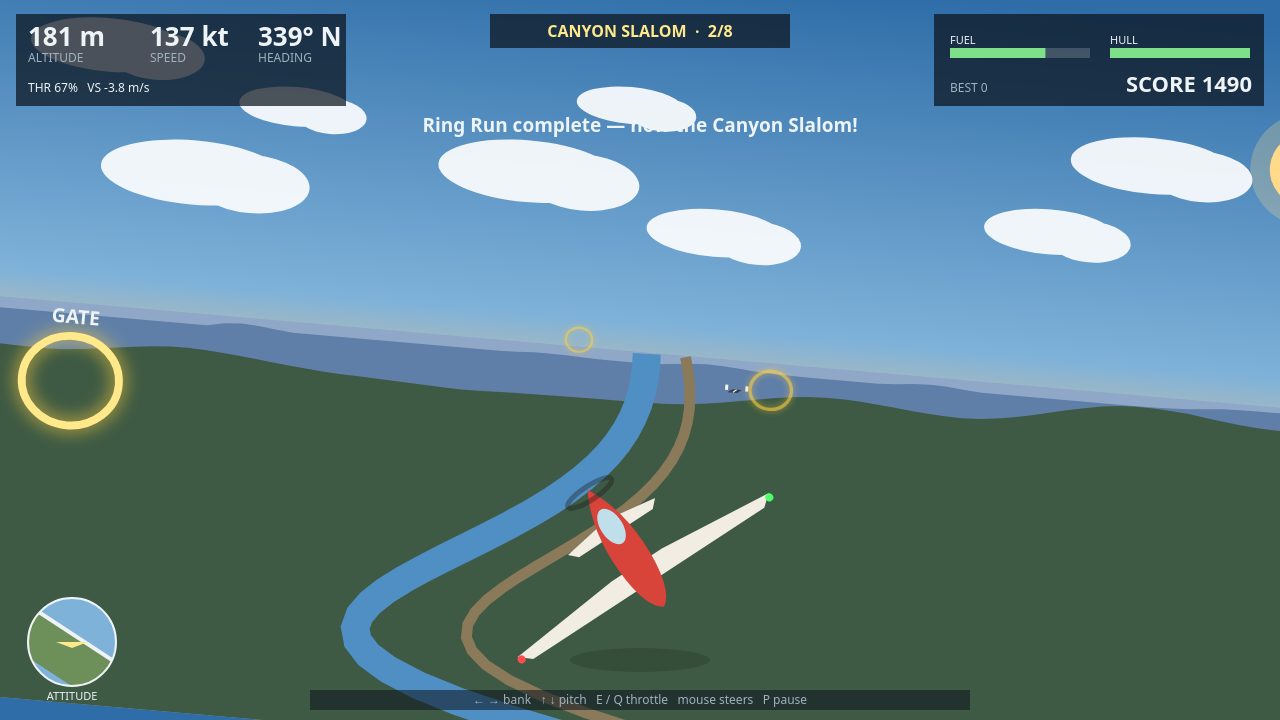 181 m 137 kt 339° N
ALTITUDE SPEED HEADING
THR 67% VS -3.8 m/s
CANYON SLALOM · 2/8
FUEL HULL
BEST 0 SCORE 1490
Ring Run complete — now the Canyon Slalom!
GATE
ATTITUDE
← → bank ↑ ↓ pitch E / Q throttle mouse steers P pause